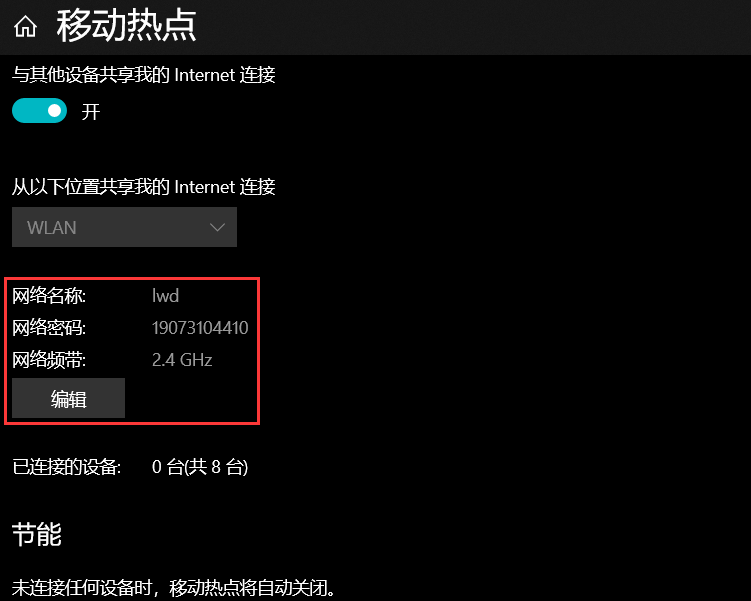 移动热点
与其他设备共享我的 Internet 连接
开
从以下位置共享我的 Internet 连接
WLAN
网络名称: lwd
网络密码: 19073104410
网络频带: 2.4 GHz
编辑
已连接的设备: 0 台(共 8 台)
节能
未连接任何设备时，移动热点将自动关闭。